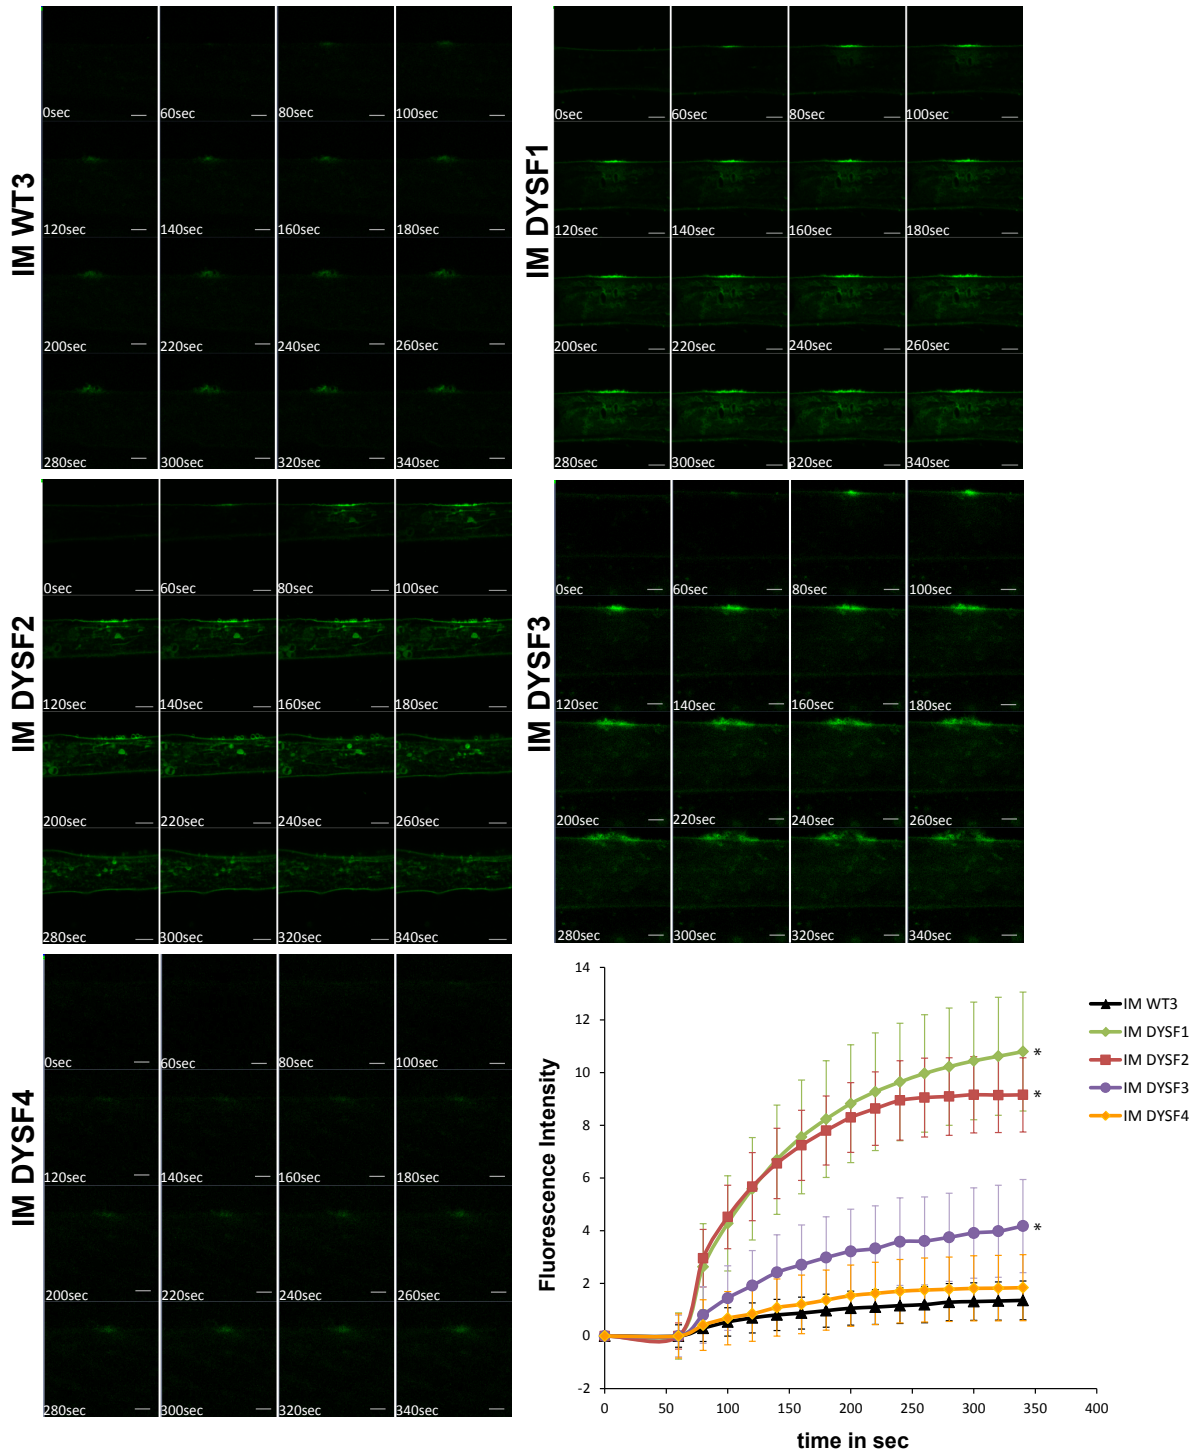 IM WT3
0sec 60sec 80sec 100sec
120sec 140sec 160sec 180sec
200sec 220sec 240sec 260sec
280sec 300sec 320sec 340sec
IM DYSF1
0sec 60sec 80sec 100sec
120sec 140sec 160sec 180sec
200sec 220sec 240sec 260sec
280sec 300sec 320sec 340sec
IM DYSF2
0sec 60sec 80sec 100sec
120sec 140sec 160sec 180sec
200sec 220sec 240sec 260sec
280sec 300sec 320sec 340sec
IM DYSF3
0sec 60sec 80sec 100sec
120sec 140sec 160sec 180sec
200sec 220sec 240sec 260sec
280sec 300sec 320sec 340sec
IM DYSF4
0sec 60sec 80sec 100sec
120sec 140sec 160sec 180sec
200sec 220sec 240sec 260sec
280sec 300sec 320sec 340sec
Fluorescence Intensity
14
12
10
8
6
4
2
0
-2
0 50 100 150 200 250 300 350 400
time in sec
*
*
*
IM WT3
IM DYSF1
IM DYSF2
IM DYSF3
IM DYSF4